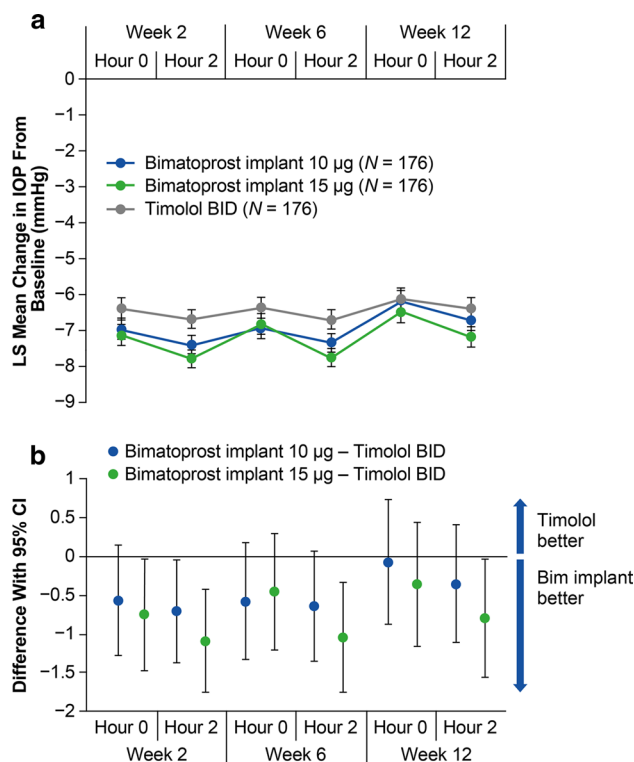 a
Week 2 Week 6 Week 12
Hour 0 Hour 2 Hour 0 Hour 2 Hour 0 Hour 2
0
−1
−2
−3
−4
−5
−6
−7
−8
−9
LS Mean Change in IOP From
Baseline (mmHg)
Bimatoprost implant 10 µg (N = 176)
Bimatoprost implant 15 µg (N = 176)
Timolol BID (N = 176)
b
Bimatoprost implant 10 µg – Timolol BID
Bimatoprost implant 15 µg – Timolol BID
1
0.5
0
−0.5
−1
−1.5
−2
Difference With 95% CI
Timolol
better
Bim implant
better
Hour 0 Hour 2 Hour 0 Hour 2 Hour 0 Hour 2
Week 2 Week 6 Week 12